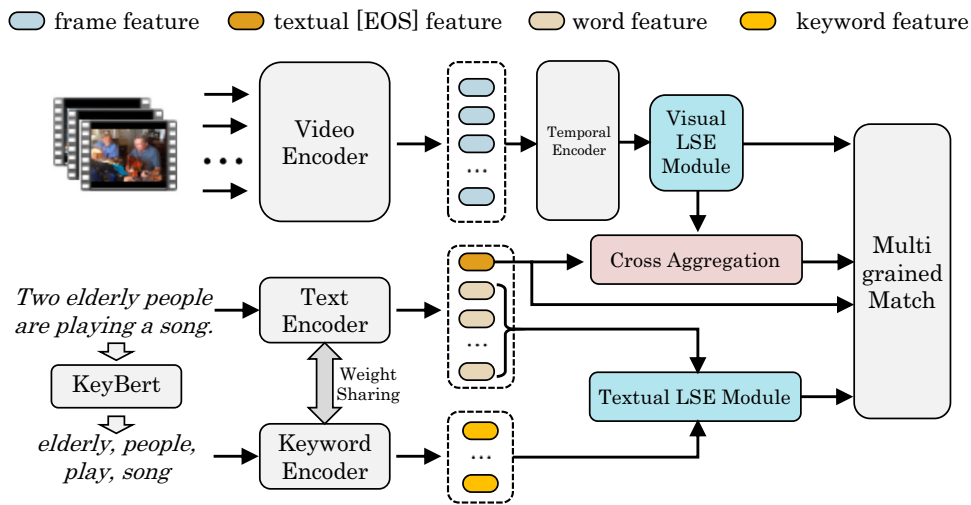 frame feature textual [EOS] feature word feature keyword feature
Video
Encoder
...
Temporal
Encoder
Visual
LSE
Module
...
Cross Aggregation
Multi
grained
Match
Two elderly people
are playing a song.
Text
Encoder
...
KeyBert
Weight
Sharing
Textual LSE Module
elderly, people,
play, song
Keyword
Encoder
...